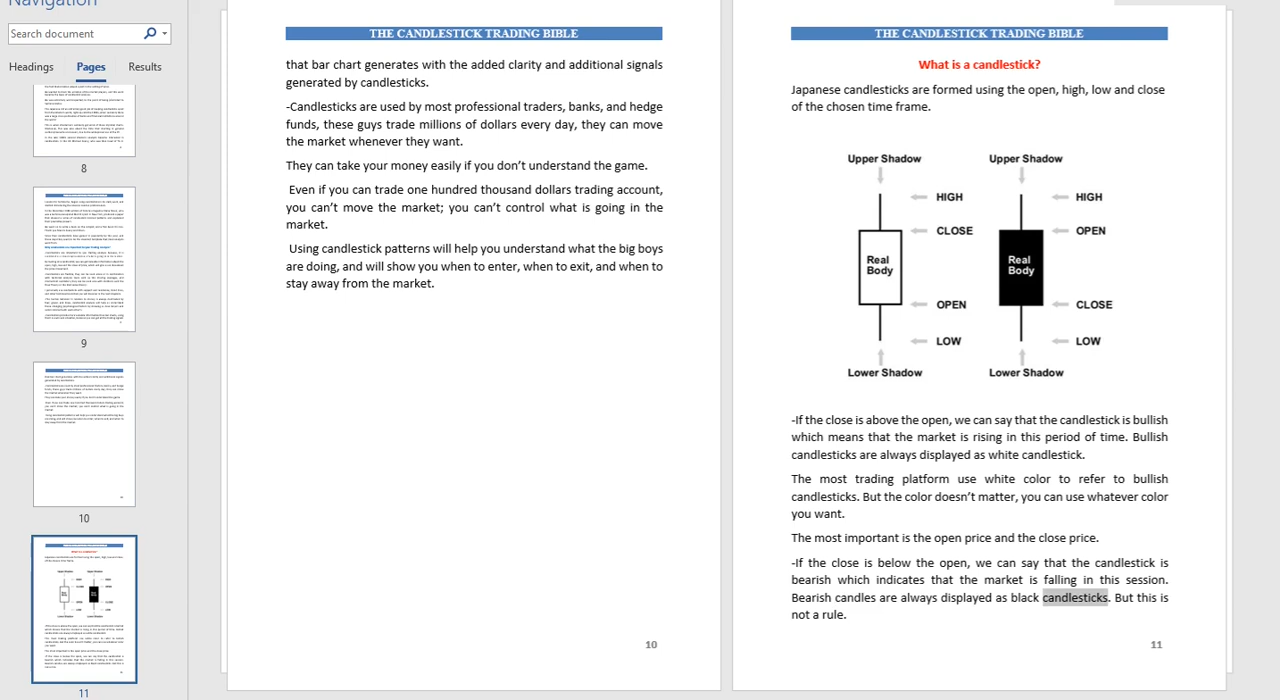 Navigation
Search document
Headings Pages Results
8
9
10
11
THE CANDLESTICK TRADING BIBLE
that bar chart generates with the added clarity and additional signals
generated by candlesticks.
-Candlesticks are used by most professional traders, banks, and hedge
funds, these guys trade millions of dollars every day, they can move
the market whenever they want.
They can take your money easily if you don’t understand the game.
Even if you can trade one hundred thousand dollars trading account,
you can’t move the market; you can’t control what is going in the
market.
Using candlestick patterns will help you understand what the big boys
are doing, and will show you when to enter, when to exit, and when to
stay away from the market.
10
THE CANDLESTICK TRADING BIBLE
What is a candlestick?
Japanese candlesticks are formed using the open, high, low and close
of the chosen time frame.
Upper Shadow Upper Shadow
HIGH HIGH
CLOSE OPEN
Real Real
Body Body
OPEN CLOSE
LOW LOW
Lower Shadow Lower Shadow
-If the close is above the open, we can say that the candlestick is bullish
which means that the market is rising in this period of time. Bullish
candlesticks are always displayed as white candlestick.
The most trading platform use white color to refer to bullish
candlesticks. But the color doesn’t matter, you can use whatever color
you want.
The most important is the open price and the close price.
-If the close is below the open, we can say that the candlestick is
bearish which indicates that the market is falling in this session.
Bearish candles are always displayed as black candlesticks. But this is
not a rule.
11